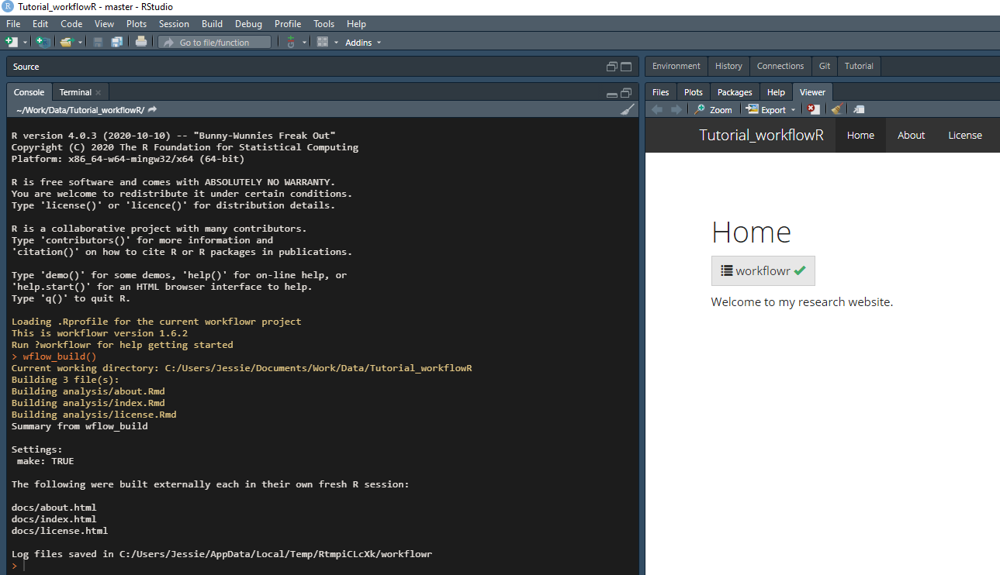 Tutorial_workflowR - master - RStudio
File Edit Code View Plots Session Build Debug Profile Tools Help
Go to file/function Addins
Source
Console Terminal
~/Work/Data/Tutorial_workflowR/
R version 4.0.3 (2020-10-10) -- "Bunny-Wunnies Freak Out"
Copyright (C) 2020 The R Foundation for Statistical Computing
Platform: x86_64-w64-mingw32/x64 (64-bit)
R is free software and comes with ABSOLUTELY NO WARRANTY.
You are welcome to redistribute it under certain conditions.
Type 'license()' or 'licence()' for distribution details.
R is a collaborative project with many contributors.
Type 'contributors()' for more information and
'citation()' on how to cite R or R packages in publications.
Type 'demo()' for some demos, 'help()' for on-line help, or
'help.start()' for an HTML browser interface to help.
Type 'q()' to quit R.
Loading .Rprofile for the current workflowr project
This is workflowr version 1.6.2
Run ?workflowr for help getting started
> wflow_build()
Current working directory: C:/Users/Jessie/Documents/Work/Data/Tutorial_workflowR
Building 3 file(s):
Building analysis/about.Rmd
Building analysis/index.Rmd
Building analysis/license.Rmd
Summary from wflow_build
Settings:
make: TRUE
The following were built externally each in their own fresh R session:
docs/about.html
docs/index.html
docs/license.html
Log files saved in C:/Users/Jessie/AppData/Local/Temp/RtmpiCLcXk/workflowr
>
Environment History Connections Git Tutorial
Files Plots Packages Help Viewer
Zoom Export
Tutorial_workflowR Home About License
Home
workflowr
Welcome to my research website.